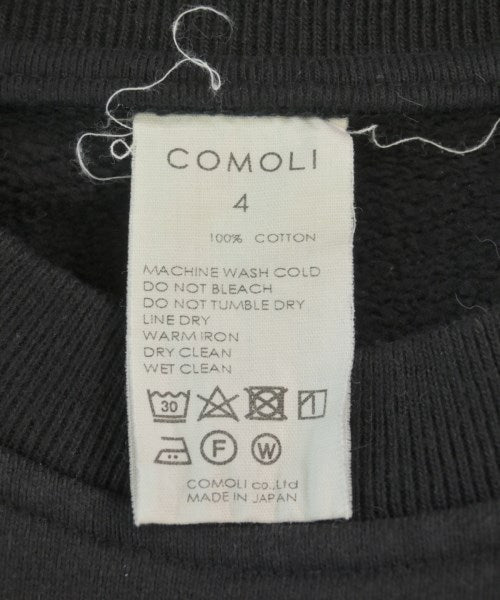 COMOLI
4
100% COTTON
MACHINE WASH COLD
DO NOT BLEACH
DO NOT TUMBLE DRY
LINE DRY
WARM IRON
DRY CLEAN
WET CLEAN
30
F W
COMOLI co.,Ltd
MADE IN JAPAN